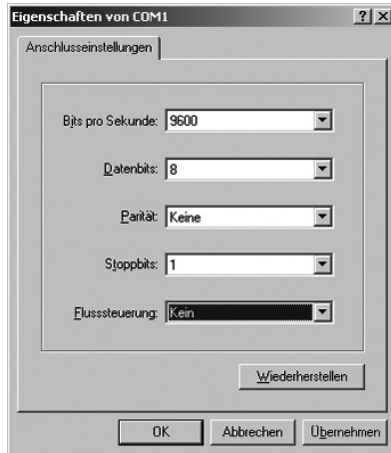 Eigenschaften von COM1
Anschlusseinstellungen
Bits pro Sekunde: 9600
Datenbits: 8
Parität: Keine
Stoppbits: 1
Flusssteuerung: Kein
Wiederherstellen
OK Abbrechen Übernehmen